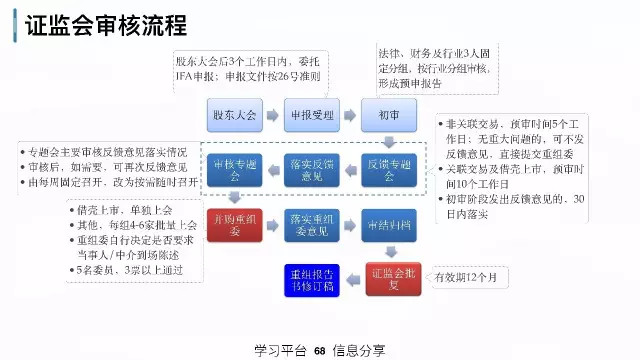 证监会审核流程
股东大会后3个工作日内，委托
IFA申报；申报文件按26号准则
法律、财务及行业3人固
定分组，按行业分组审核，
形成预审报告
股东大会
申报受理
初审
• 非关联交易，预审时间5个工
作日；无重大问题的，可不发
反馈意见，直接提交重组委
• 关联交易及借壳上市，预审时
间10个工作日
• 初审阶段发出反馈意见的，30
日内落实
• 专题会主要审核反馈意见落实情况
• 审核后，如需要，可再次反馈意见
• 由每周固定召开，改为按需随时召开
审核专题
会
落实反馈
意见
反馈专题
会
• 借壳上市，单独上会
• 其他，每组4-6家批量上会
• 重组委自行决定是否要求
当事人/中介到场陈述
• 5名委员，3票以上通过
并购重组
委
落实重组
委意见
审结归档
重组报告
书修订稿
证监会批
复
有效期12个月
学习平台 68 信息分享